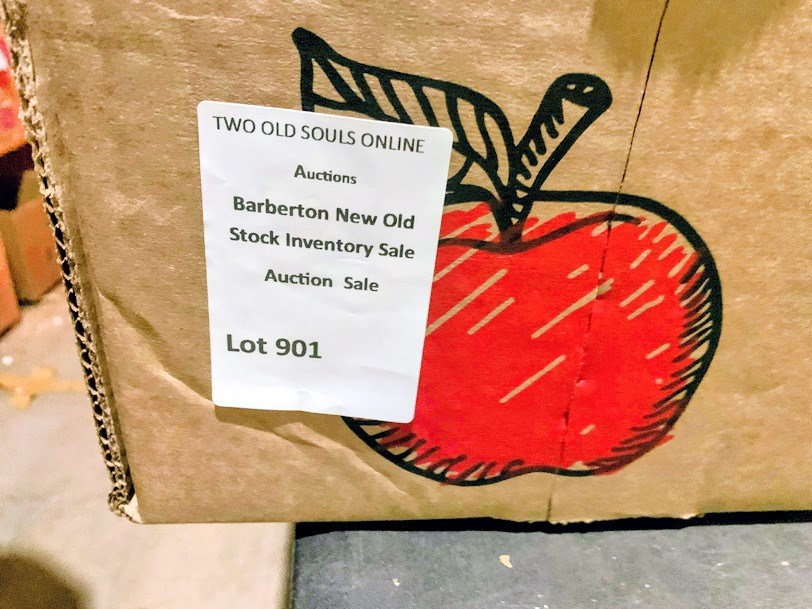 TWO OLD SOULS ONLINE
Auctions
Barberton New Old
Stock Inventory Sale
Auction Sale
Lot 901